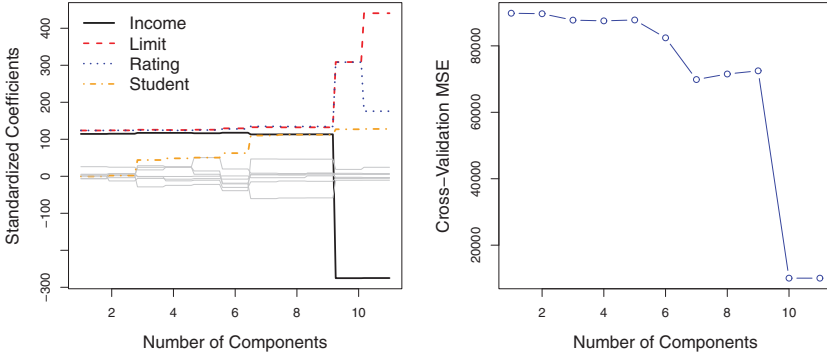 Income
Limit
Rating
Student
Standardized Coefficients
-300
-100
0
100
200
300
400
2
4
6
8
10
Number of Components
Cross-Validation MSE
20000
40000
60000
80000
2
4
6
8
10
Number of Components